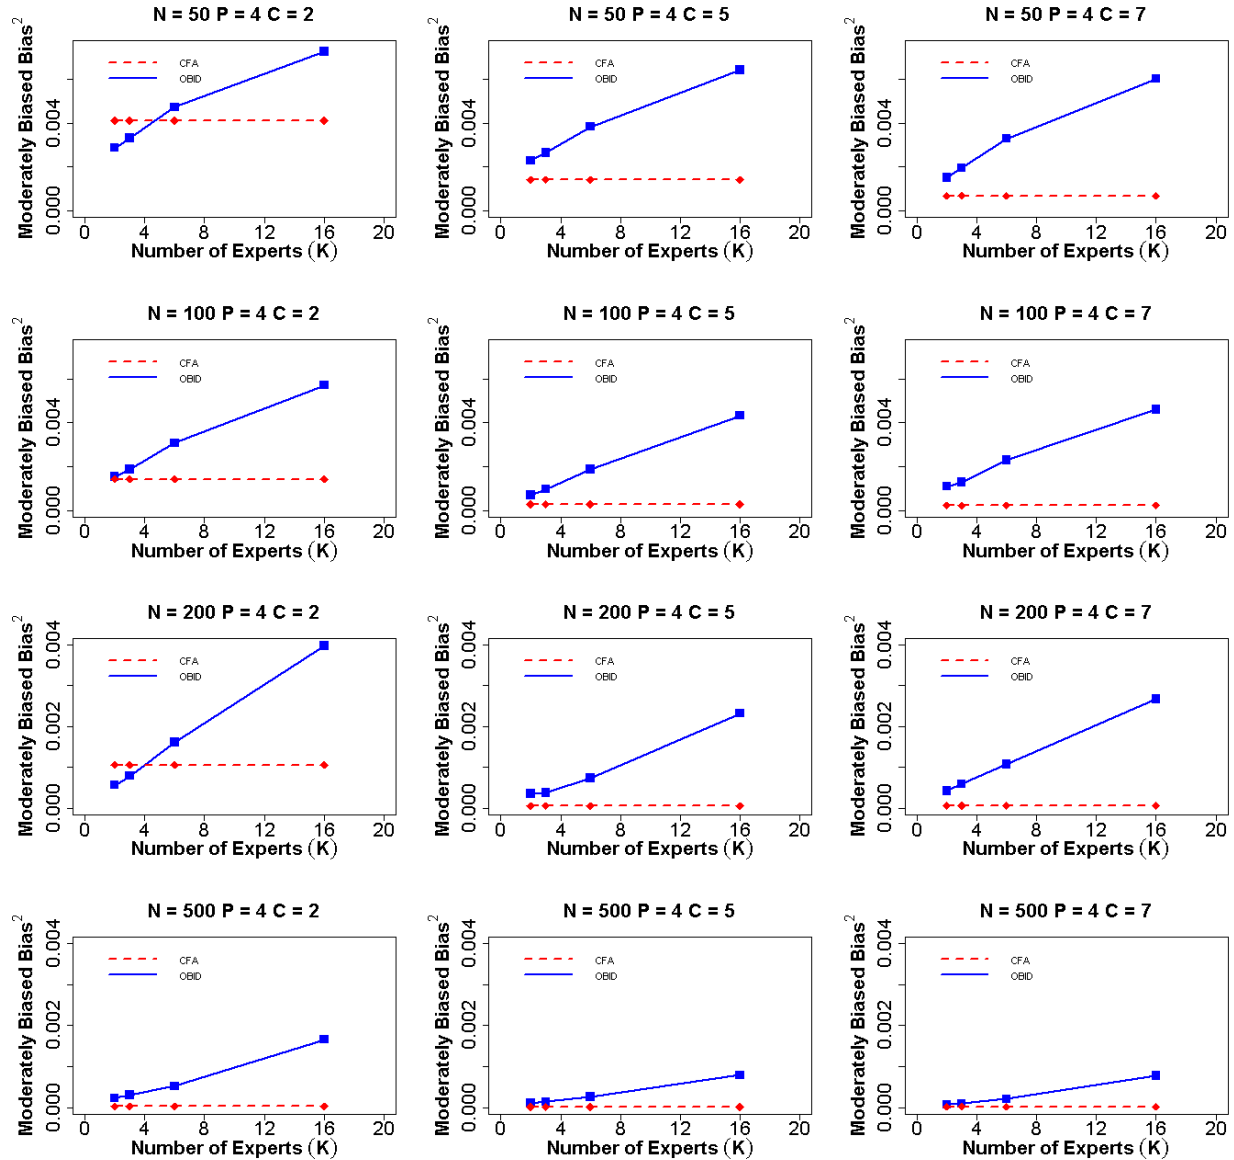 N = 50 P = 4 C = 2
Moderately Biased Bias²
0.000 0.004
CFA
OBID
0 4 8 12 16 20
Number of Experts (K)
N = 50 P = 4 C = 5
Moderately Biased Bias²
0.000 0.004
CFA
OBID
0 4 8 12 16 20
Number of Experts (K)
N = 50 P = 4 C = 7
Moderately Biased Bias²
0.000 0.004
CFA
OBID
0 4 8 12 16 20
Number of Experts (K)
N = 100 P = 4 C = 2
Moderately Biased Bias²
0.000 0.004
CFA
OBID
0 4 8 12 16 20
Number of Experts (K)
N = 100 P = 4 C = 5
Moderately Biased Bias²
0.000 0.004
CFA
OBID
0 4 8 12 16 20
Number of Experts (K)
N = 100 P = 4 C = 7
Moderately Biased Bias²
0.000 0.004
CFA
OBID
0 4 8 12 16 20
Number of Experts (K)
N = 200 P = 4 C = 2
Moderately Biased Bias²
0.000 0.002 0.004
CFA
OBID
0 4 8 12 16 20
Number of Experts (K)
N = 200 P = 4 C = 5
Moderately Biased Bias²
0.000 0.002 0.004
CFA
OBID
0 4 8 12 16 20
Number of Experts (K)
N = 200 P = 4 C = 7
Moderately Biased Bias²
0.000 0.002 0.004
CFA
OBID
0 4 8 12 16 20
Number of Experts (K)
N = 500 P = 4 C = 2
Moderately Biased Bias²
0.000 0.002 0.004
CFA
OBID
0 4 8 12 16 20
Number of Experts (K)
N = 500 P = 4 C = 5
Moderately Biased Bias²
0.000 0.002 0.004
CFA
OBID
0 4 8 12 16 20
Number of Experts (K)
N = 500 P = 4 C = 7
Moderately Biased Bias²
0.000 0.002 0.004
CFA
OBID
0 4 8 12 16 20
Number of Experts (K)